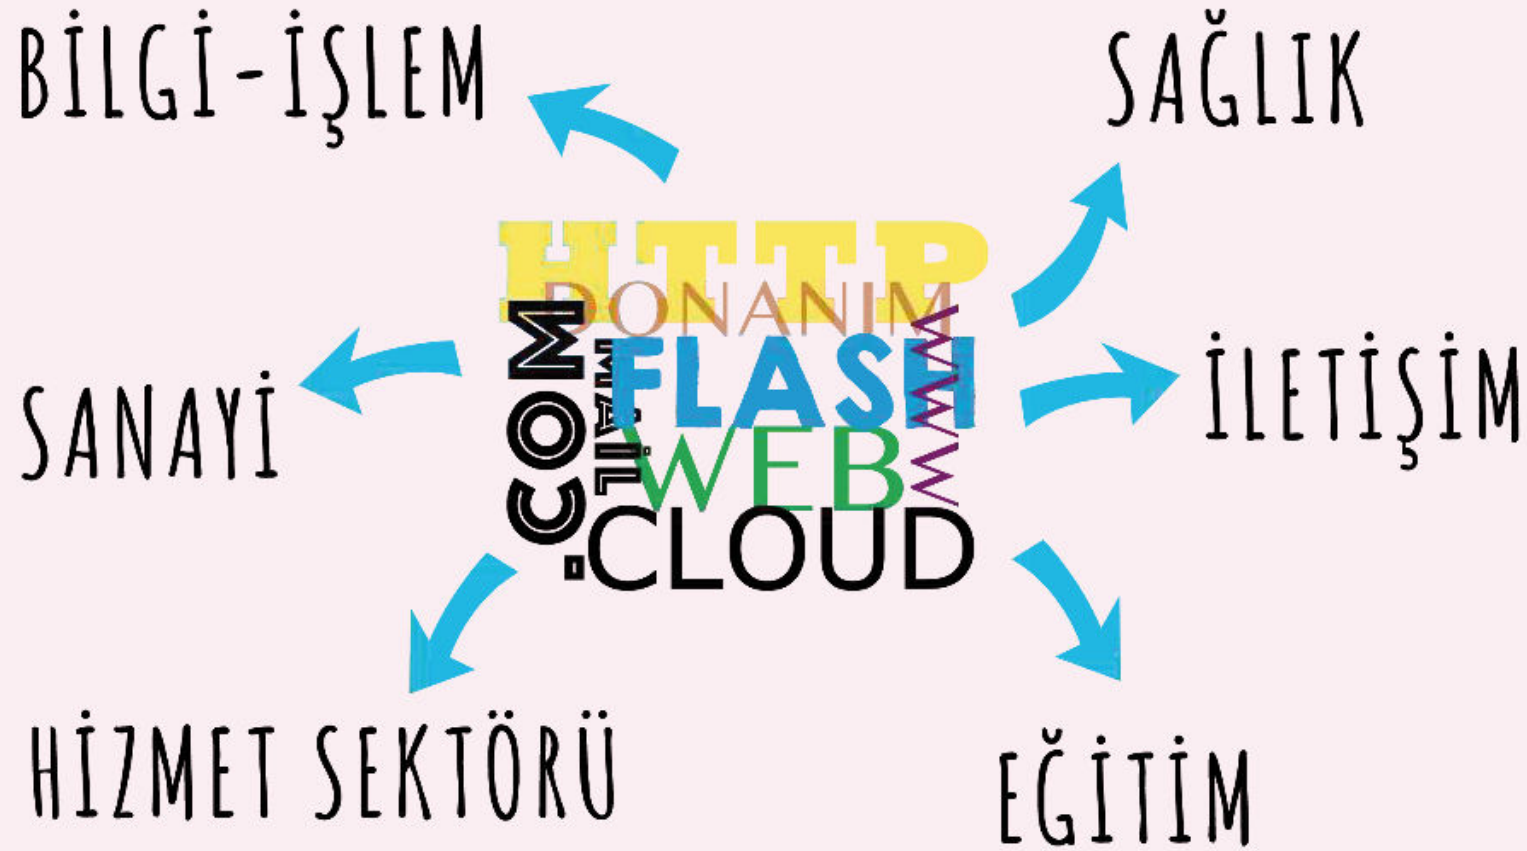 BİLGİ-İŞLEM
SAĞLIK
HTTP
DONANIM
.COM
MAİL
FLASH
WWW
WEB
CLOUD
SANAYİ
İLETİŞİM
HİZMET SEKTÖRÜ
EĞİTİM